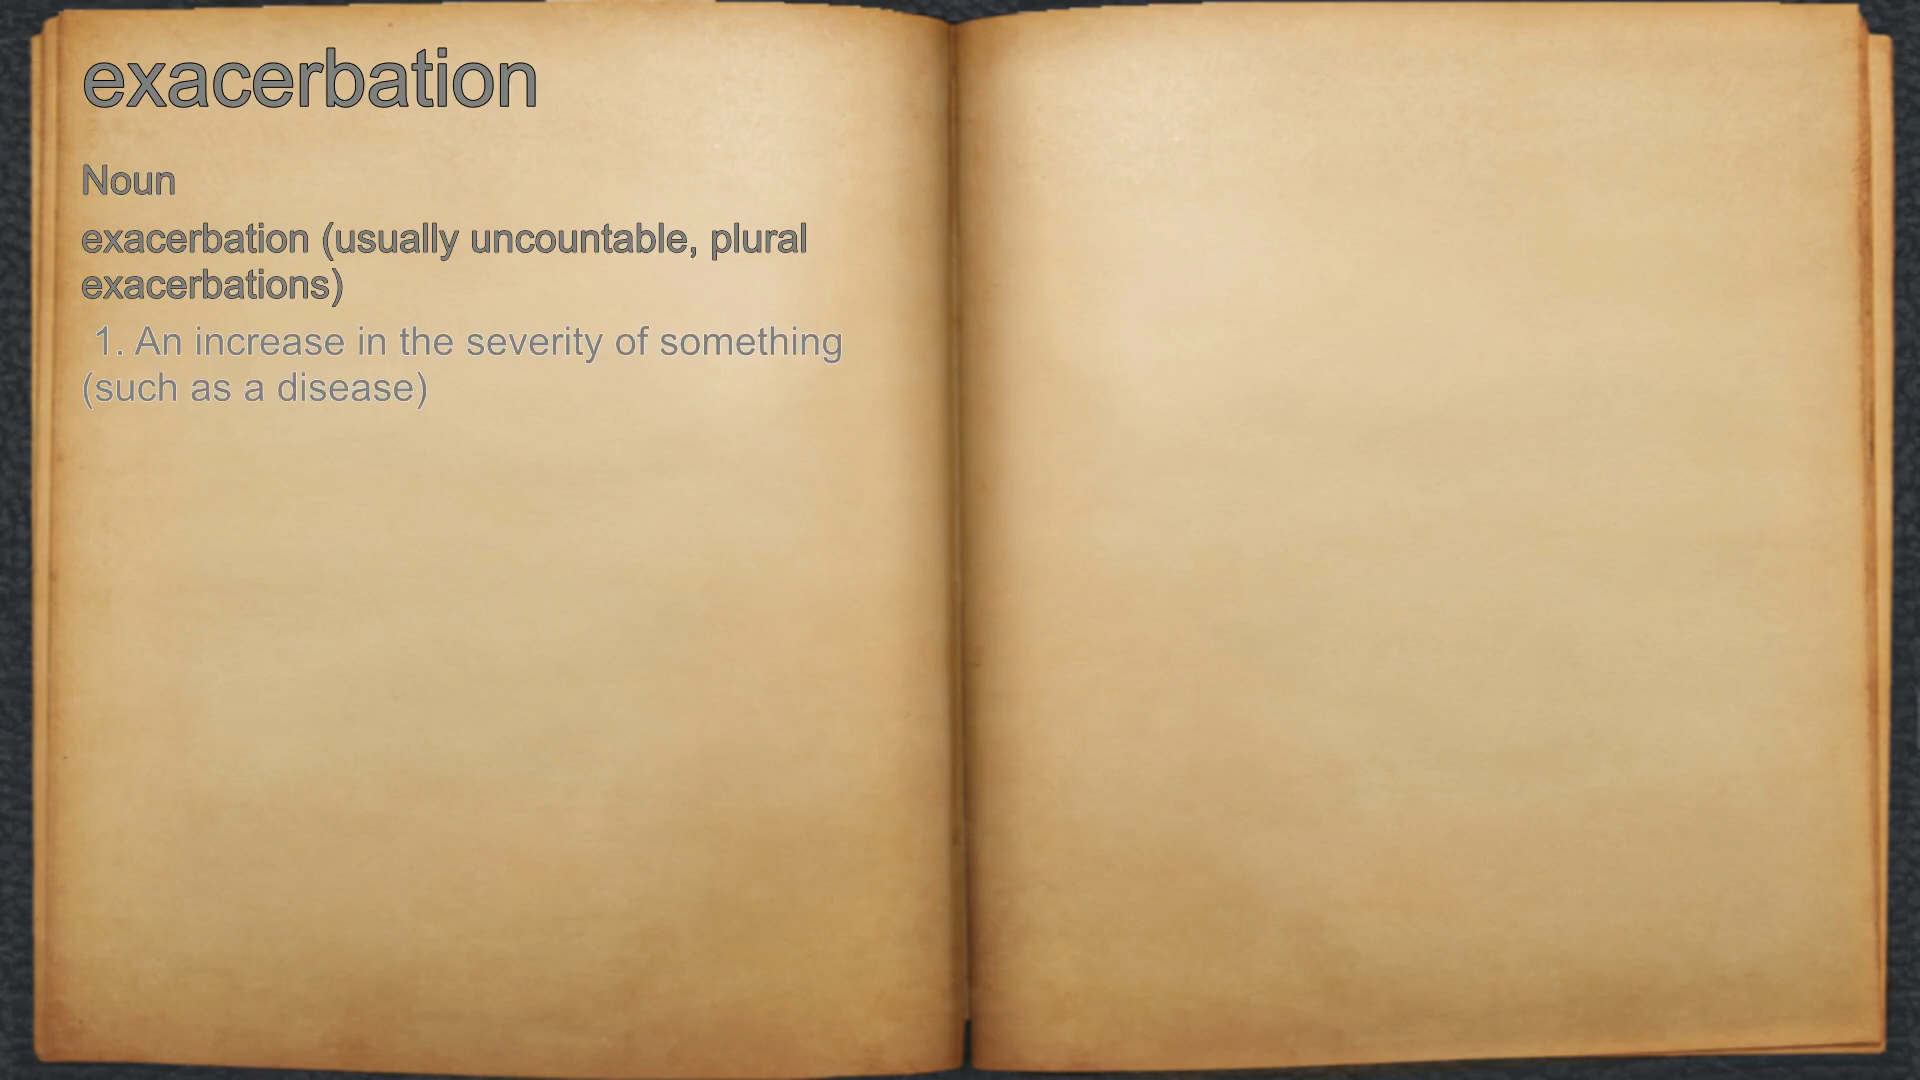 exacerbation
Noun
exacerbation (usually uncountable, plural
exacerbations)
1. An increase in the severity of something
(such as a disease)